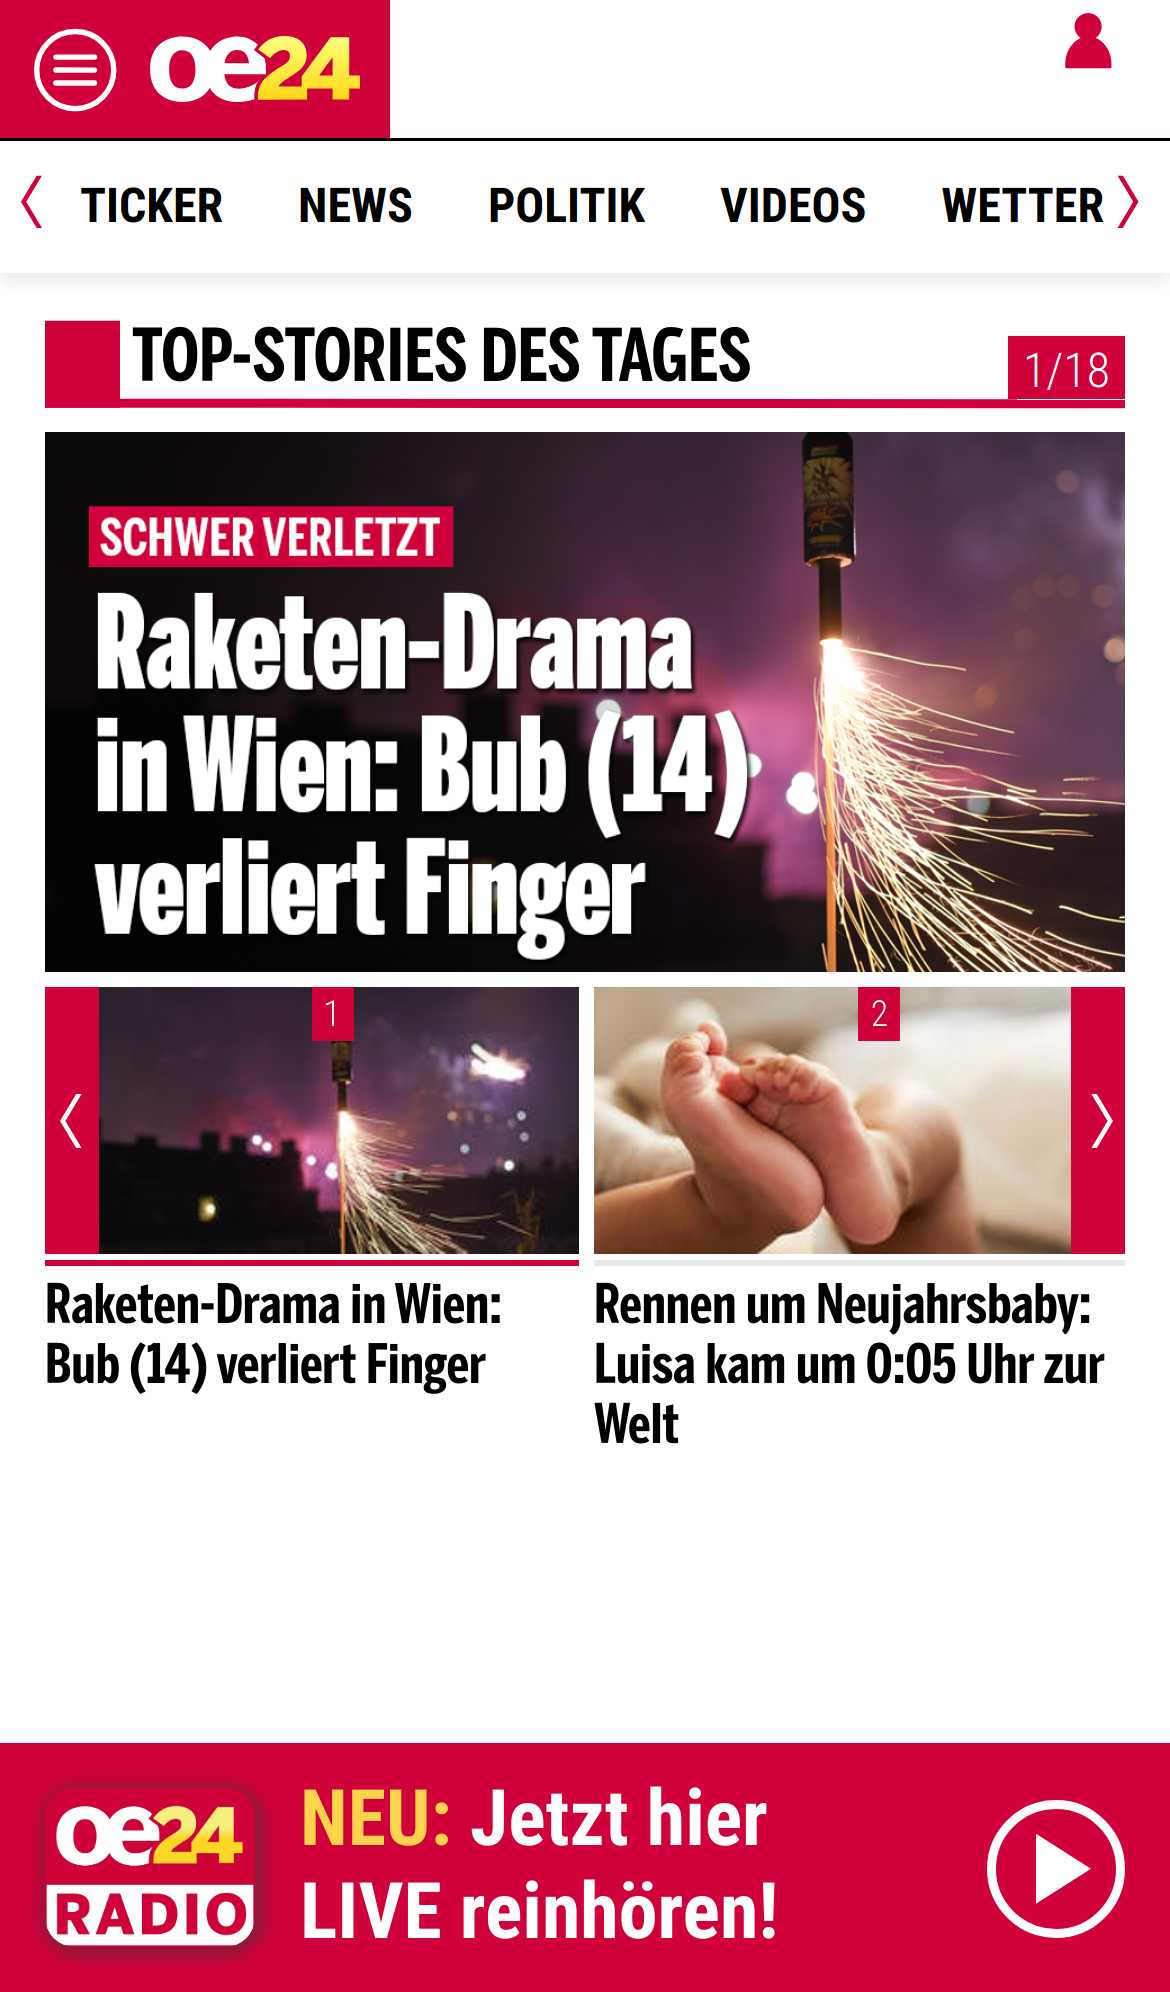 oe24
TICKER NEWS POLITIK VIDEOS WETTER
TOP-STORIES DES TAGES
1/18
SCHWER VERLETZT
Raketen-Drama
in Wien: Bub (14)
verliert Finger
1
2
Raketen-Drama in Wien:
Bub (14) verliert Finger
Rennen um Neujahrsbaby:
Luisa kam um 0:05 Uhr zur
Welt
oe24
RADIO
NEU: Jetzt hier
LIVE reinhören!